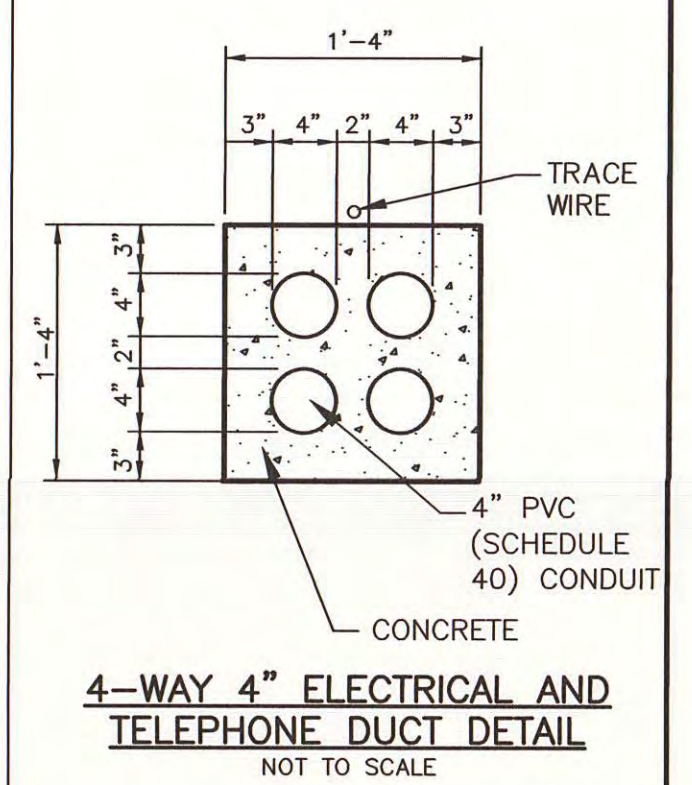 1'-4"
3" 4" 2" 4" 3"
TRACE
WIRE
1'-4"
3"
4"
2"
4"
3"
4" PVC
(SCHEDULE
40) CONDUIT
CONCRETE
4-WAY 4" ELECTRICAL AND
TELEPHONE DUCT DETAIL
NOT TO SCALE